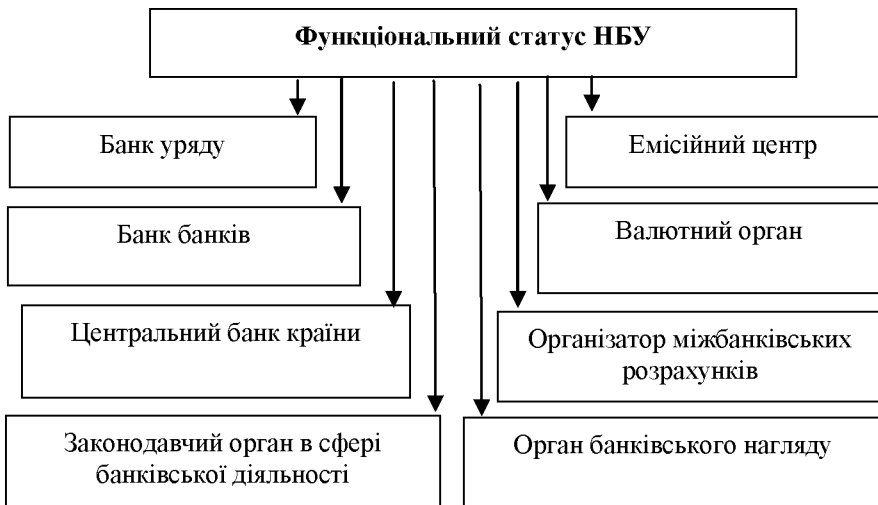 Функціональний статус НБУ
Банк уряду
Емісійний центр
Банк банків
Валютний орган
Центральний банк країни
Організатор міжбанківських
розрахунків
Законодавчий орган в сфері
банківської діяльності
Орган банківського нагляду